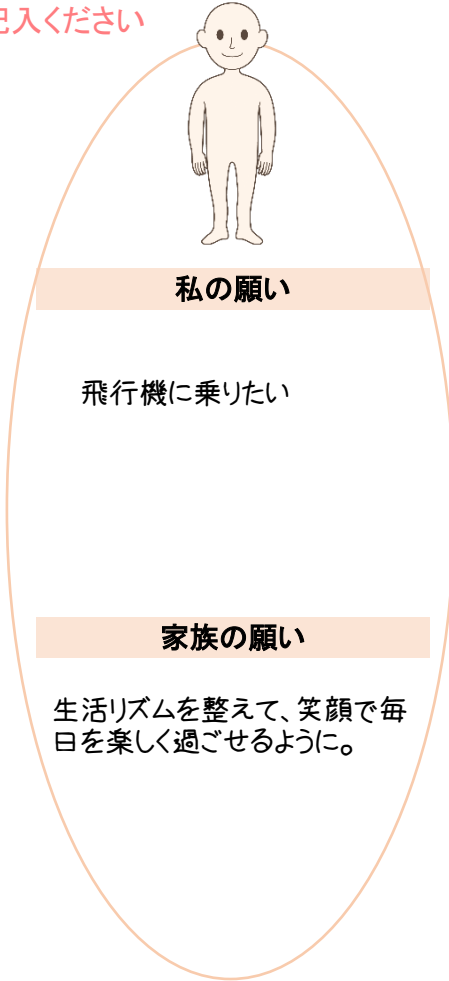 記入ください
私の願い
飛行機に乗りたい
家族の願い
生活リズムを整えて、笑顔で毎
日を楽しく過ごせるように。